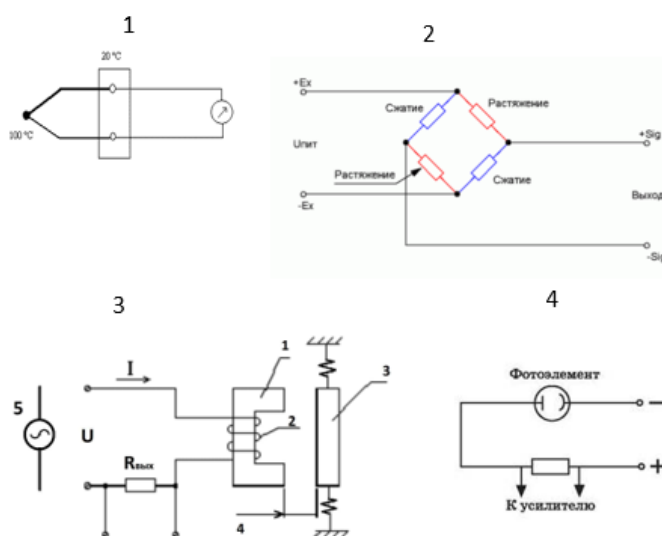 1
20 °C
100 °C
2
+Ex
Сжатие
Растяжение
Uпит
+Sig
Растяжение
Сжатие
Выход
-Ex
-Sig
3
I
1
3
5
U
2
Rвых
4
4
Фотоэлемент
−
+
К усилителю